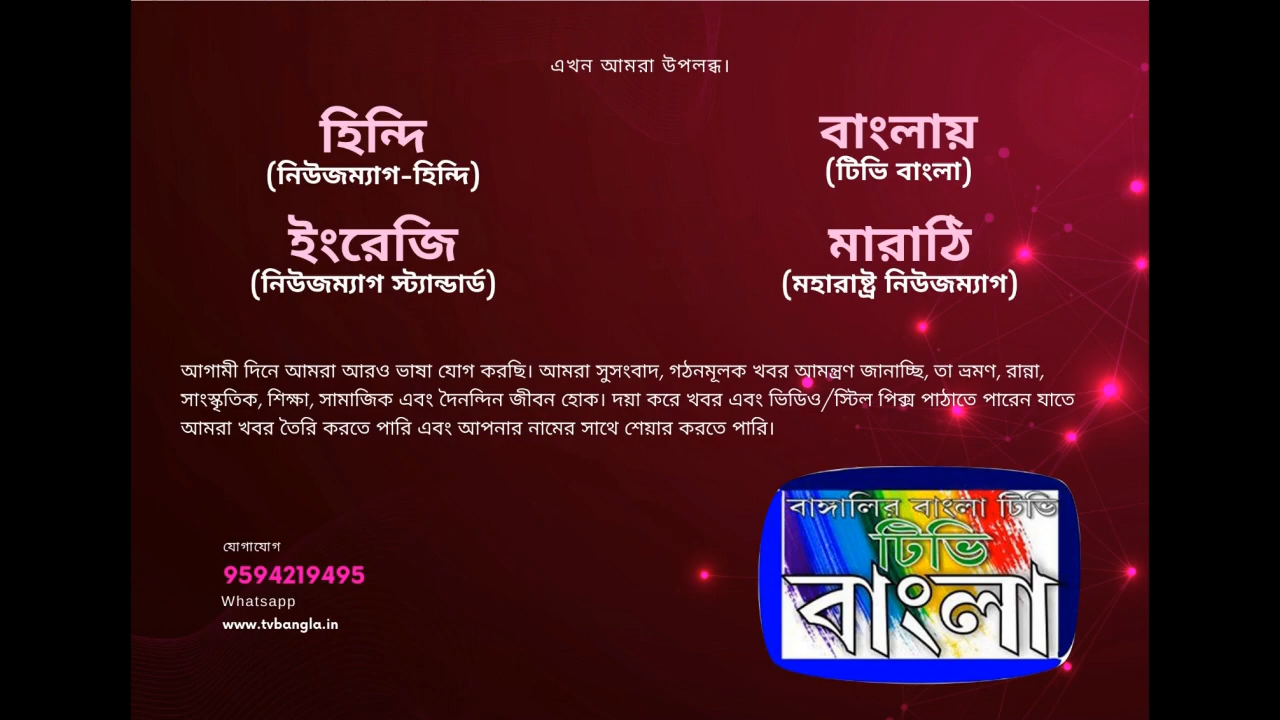 এখন আমরা উপলব্ধ।
হিন্দি
(নিউজম্যাগ-হিন্দি)
বাংলায়
(টিভি বাংলা)
ইংরেজি
(নিউজম্যাগ স্ট্যান্ডার্ড)
মারাঠি
(মহারাষ্ট্র নিউজম্যাগ)
আগামী দিনে আমরা আরও ভাষা যোগ করছি। আমরা সুসংবাদ, গঠনমূলক খবর আমন্ত্রণ জানাচ্ছি, তা ভ্রমণ, রান্না,
সাংস্কৃতিক, শিক্ষা, সামাজিক এবং দৈনন্দিন জীবন হোক। দয়া করে খবর এবং ভিডিও/স্টিল পিক্স পাঠাতে পারেন যাতে
আমরা খবর তৈরি করতে পারি এবং আপনার নামের সাথে শেয়ার করতে পারি।
যোগাযোগ
9594219495
Whatsapp
www.tvbangla.in
বাঙ্গালির বাংলা টিভি
টিভি
বাংলা